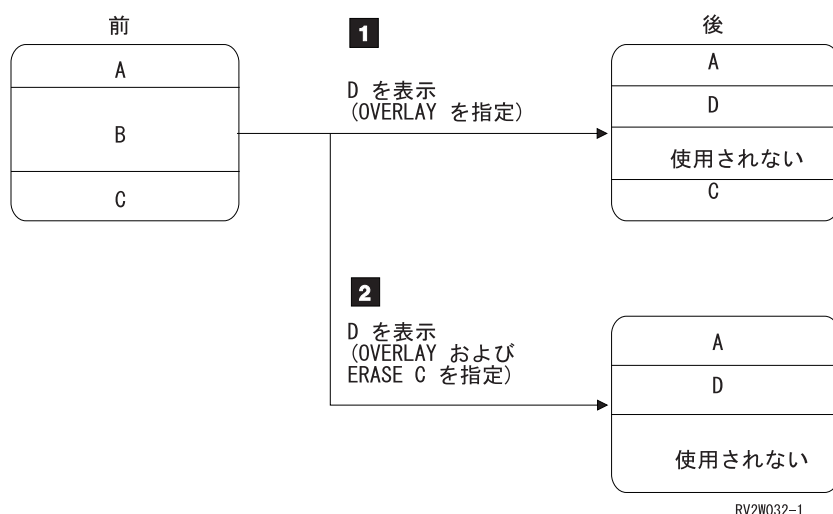 前
A
B
C
1
D を表示
(OVERLAY を指定)
後
A
D
使用されない
C
2
D を表示
(OVERLAY および
ERASE C を指定)
A
D
使用されない
RV2W032-1